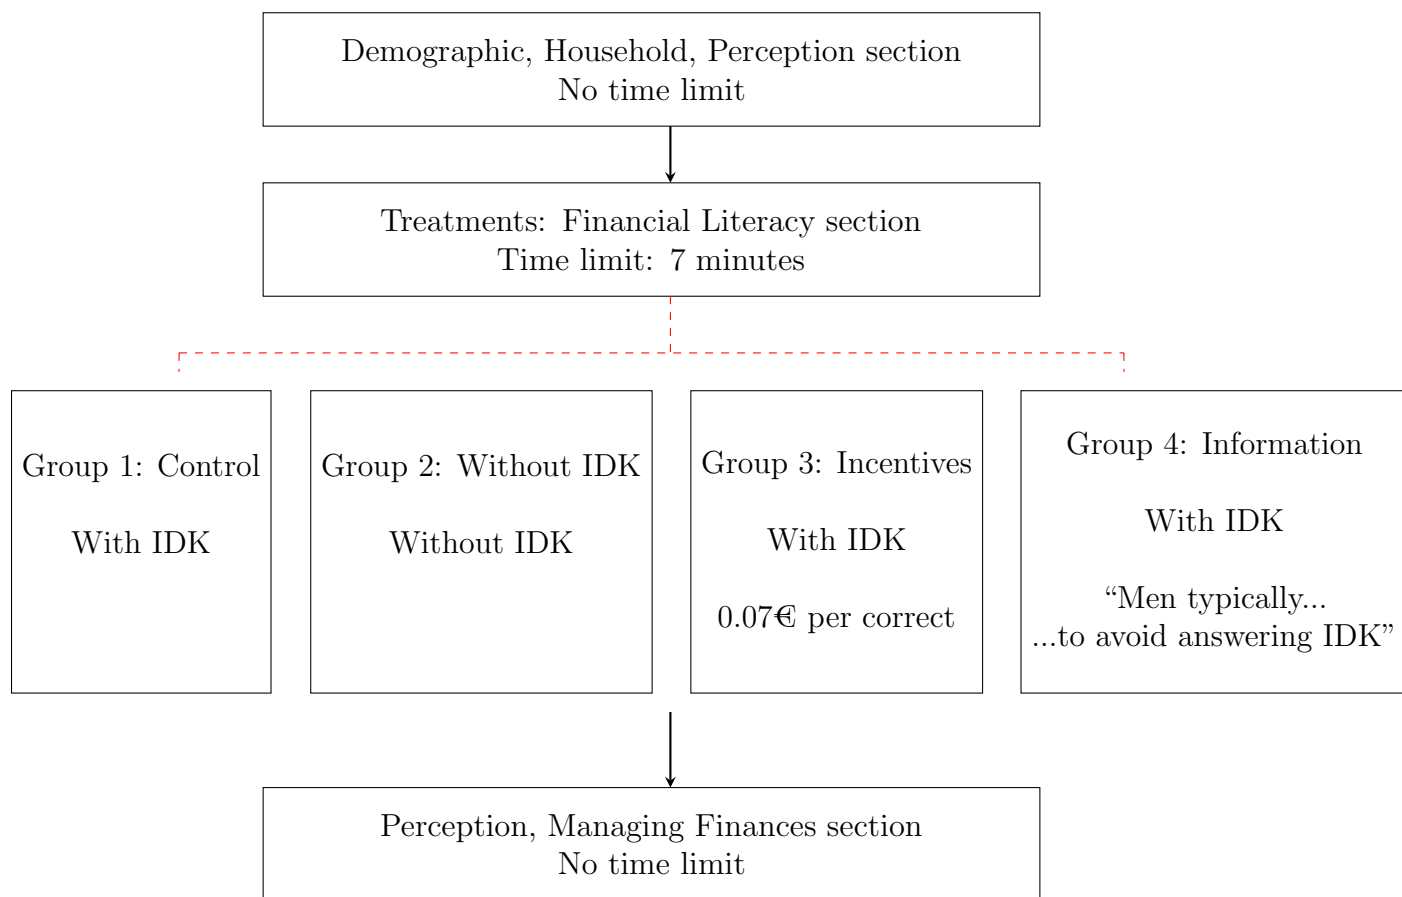 Demographic, Household, Perception section
No time limit
Treatments: Financial Literacy section
Time limit: 7 minutes
Group 1: Control
With IDK
Group 2: Without IDK
Without IDK
Group 3: Incentives
With IDK
0.07€ per correct
Group 4: Information
With IDK
“Men typically...
...to avoid answering IDK”
Perception, Managing Finances section
No time limit